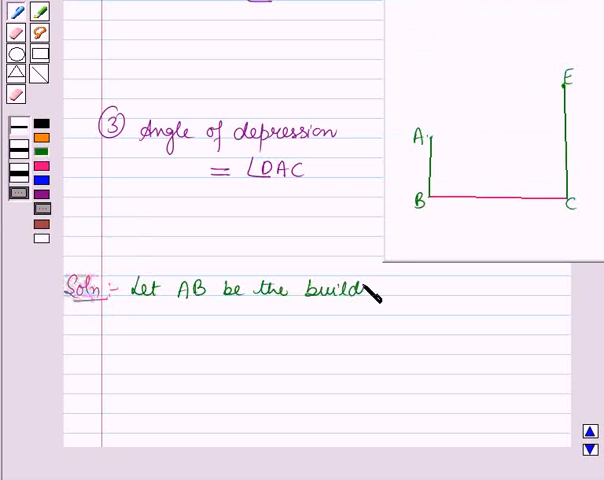 ③ Angle of depression
= ∠DAC
E
A
B
C
Soln:- Let AB be the build